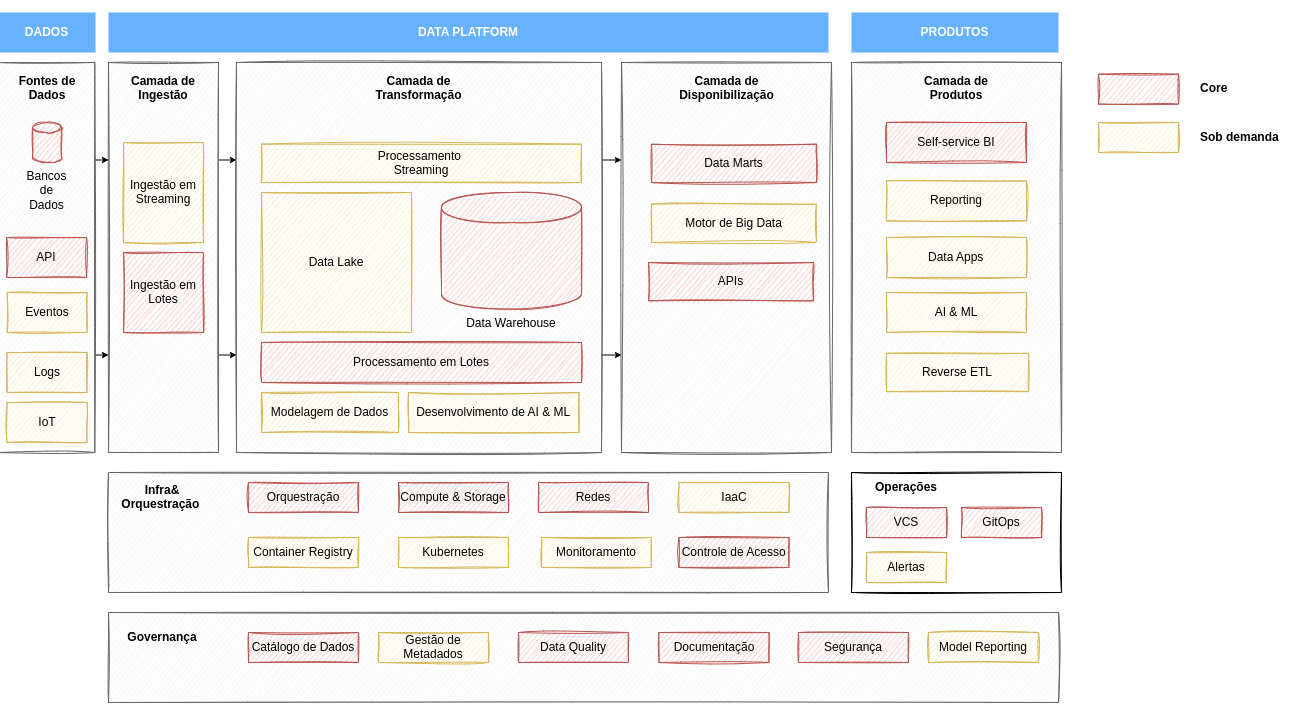 DADOS
DATA PLATFORM
PRODUTOS
Fontes de
Dados
Bancos
de
Dados
API
Eventos
Logs
IoT
Camada de
Ingestão
Ingestão em
Streaming
Ingestão em
Lotes
Camada de
Transformação
Processamento
Streaming
Data Lake
Data Warehouse
Processamento em Lotes
Modelagem de Dados
Desenvolvimento de AI & ML
Camada de
Disponibilização
Data Marts
Motor de Big Data
APIs
Camada de
Produtos
Self-service BI
Reporting
Data Apps
AI & ML
Reverse ETL
Core
Sob demanda
Infra&
Orquestração
Orquestração
Compute & Storage
Redes
IaaC
Container Registry
Kubernetes
Monitoramento
Controle de Acesso
Operações
VCS
GitOps
Alertas
Governança
Catálogo de Dados
Gestão de
Metadados
Data Quality
Documentação
Segurança
Model Reporting